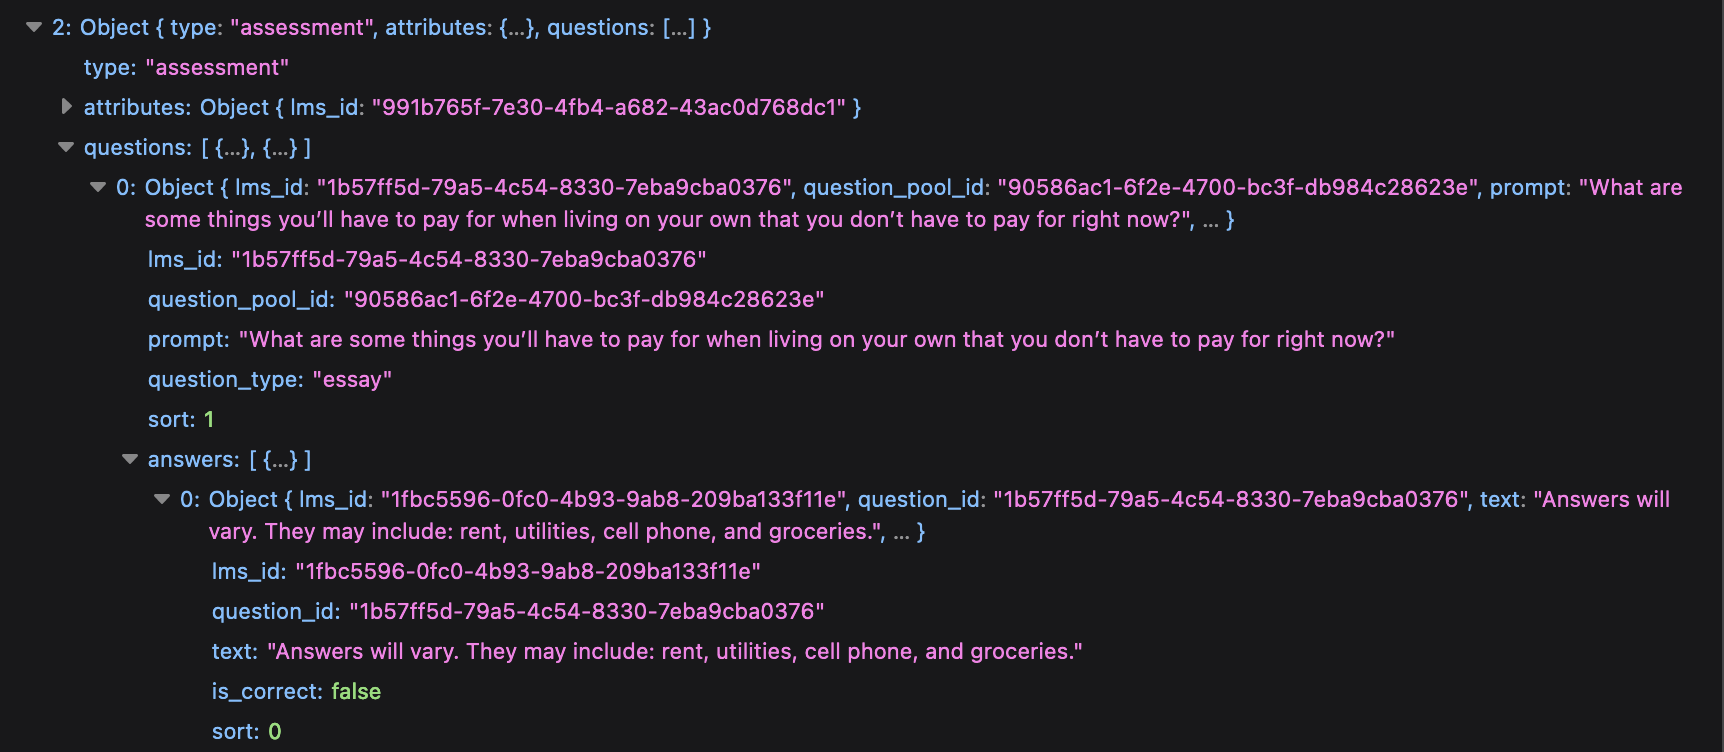 2: Object { type: "assessment", attributes: {…}, questions: […] }
type: "assessment"
attributes: Object { lms_id: "991b765f-7e30-4fb4-a682-43ac0d768dc1" }
questions: [ {…}, {…} ]
0: Object { lms_id: "1b57ff5d-79a5-4c54-8330-7eba9cba0376", question_pool_id: "90586ac1-6f2e-4700-bc3f-db984c28623e", prompt: "What are
some things you’ll have to pay for when living on your own that you don’t have to pay for right now?", … }
lms_id: "1b57ff5d-79a5-4c54-8330-7eba9cba0376"
question_pool_id: "90586ac1-6f2e-4700-bc3f-db984c28623e"
prompt: "What are some things you’ll have to pay for when living on your own that you don’t have to pay for right now?"
question_type: "essay"
sort: 1
answers: [ {…} ]
0: Object { lms_id: "1fbc5596-0fc0-4b93-9ab8-209ba133f11e", question_id: "1b57ff5d-79a5-4c54-8330-7eba9cba0376", text: "Answers will
vary. They may include: rent, utilities, cell phone, and groceries.", … }
lms_id: "1fbc5596-0fc0-4b93-9ab8-209ba133f11e"
question_id: "1b57ff5d-79a5-4c54-8330-7eba9cba0376"
text: "Answers will vary. They may include: rent, utilities, cell phone, and groceries."
is_correct: false
sort: 0